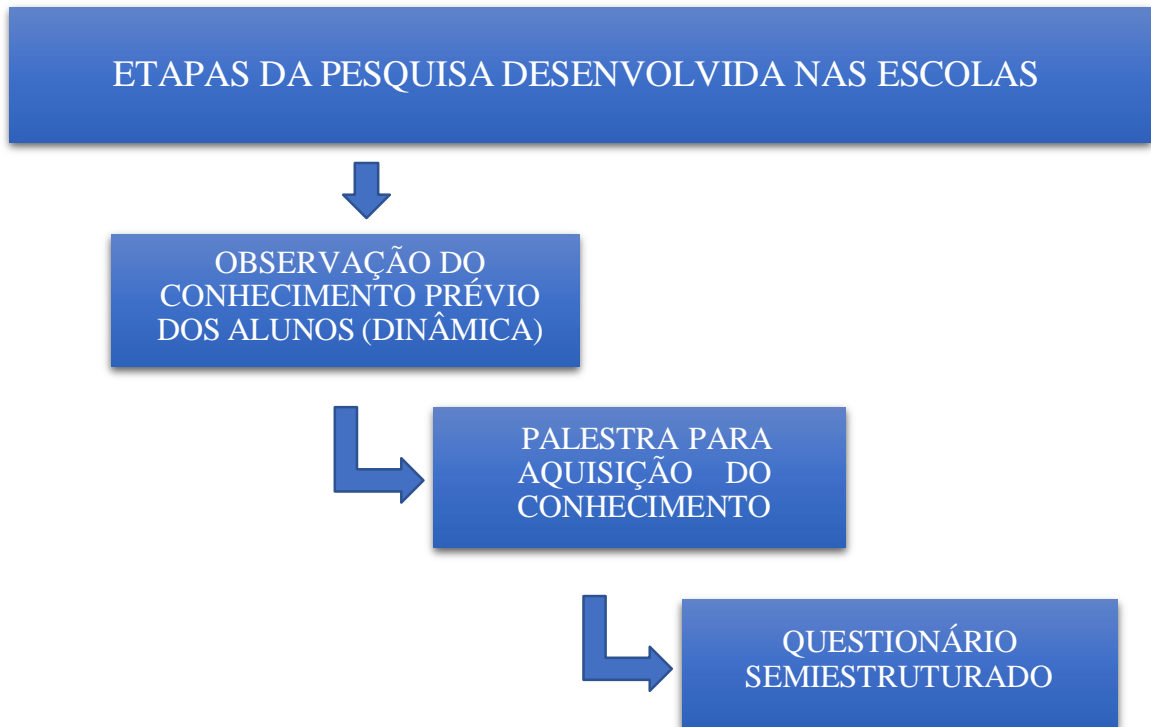 ETAPAS DA PESQUISA DESENVOLVIDA NAS ESCOLAS
OBSERVAÇÃO DO
CONHECIMENTO PRÉVIO
DOS ALUNOS (DINÂMICA)
PALESTRA PARA
AQUISIÇÃO DO
CONHECIMENTO
QUESTIONÁRIO
SEMIESTRUTURADO